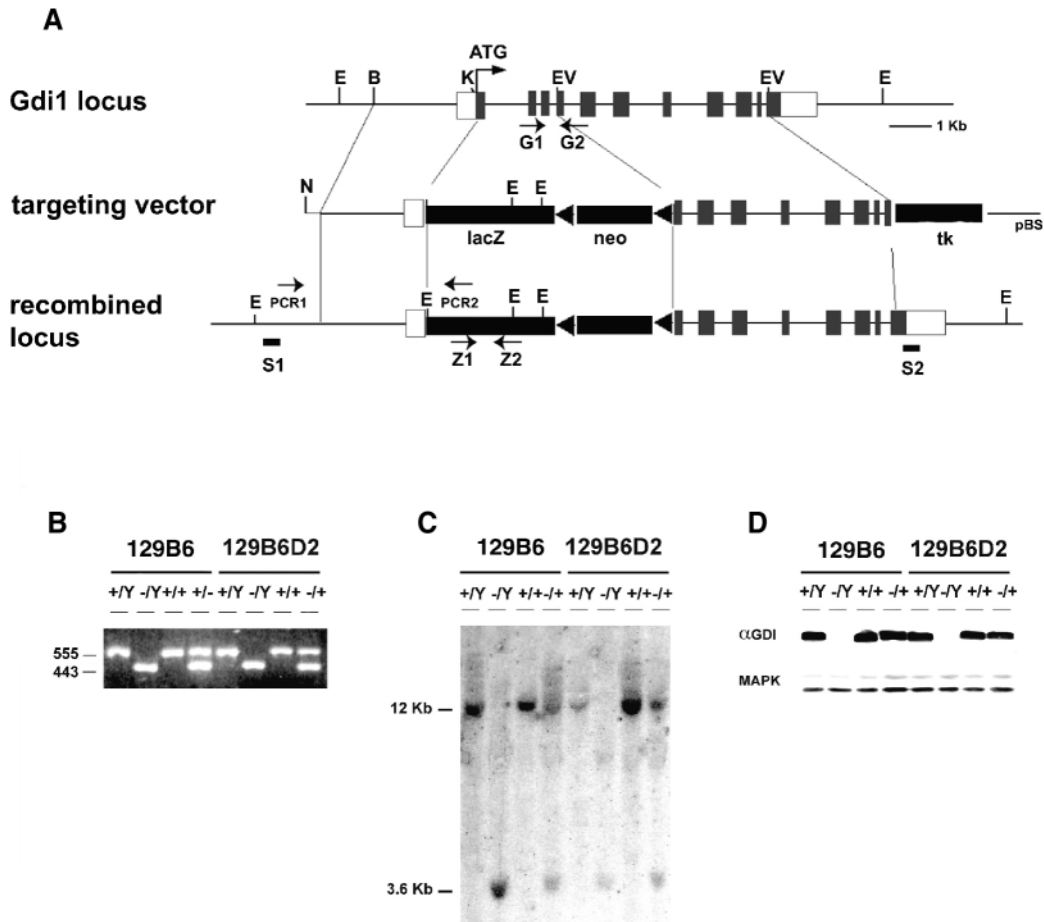 A
ATG
E B K EV EV E
Gdi1 locus
G1 G2
1 Kb
N
targeting vector
E E
lacZ neo tk
pBS
recombined locus
E PCR1 E PCR2 E E E
S1 Z1 Z2 S2
B
129B6 129B6D2
+/Y -/Y +/+ +/- +/Y -/Y +/+ -/+
555
443
C
129B6 129B6D2
+/Y -/Y +/+ -/+ +/Y -/Y +/+ -/+
12 Kb
3.6 Kb
D
129B6 129B6D2
+/Y -/Y +/+ -/+ +/Y -/Y +/+ -/+
αGDI
MAPK